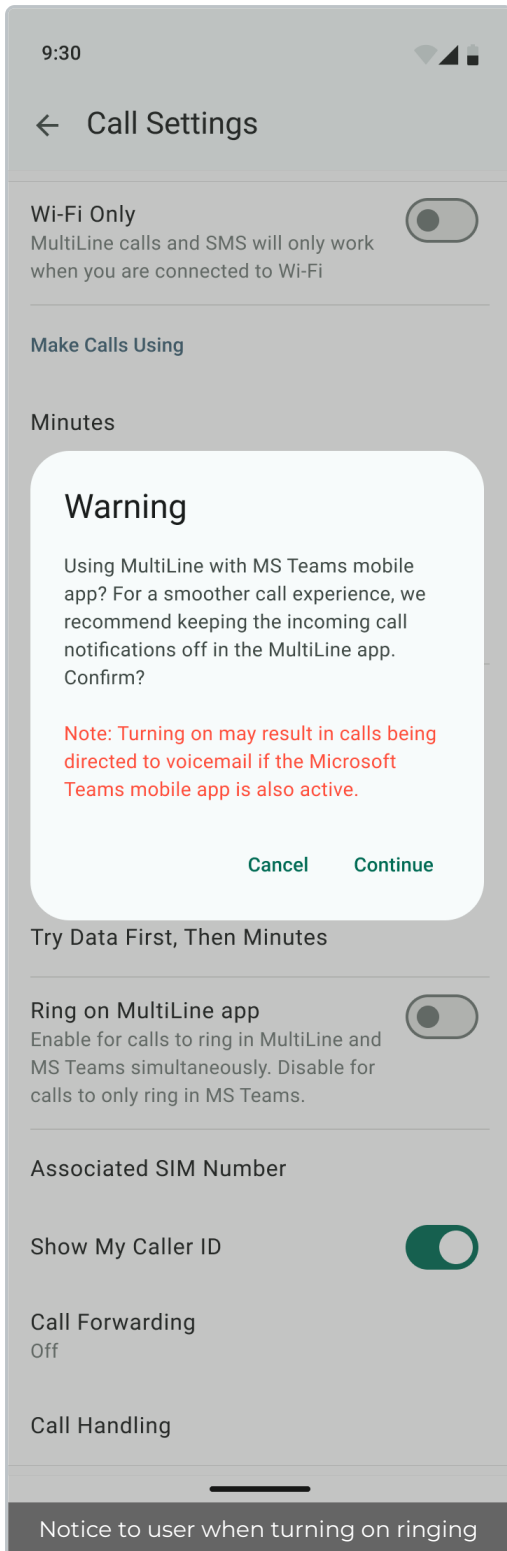 9:30
Call Settings
Wi-Fi Only
MultiLine calls and SMS will only work
when you are connected to Wi-Fi
Make Calls Using
Minutes
Warning
Using MultiLine with MS Teams mobile
app? For a smoother call experience, we
recommend keeping the incoming call
notifications off in the MultiLine app.
Confirm?
Note: Turning on may result in calls being
directed to voicemail if the Microsoft
Teams mobile app is also active.
Cancel Continue
Try Data First, Then Minutes
Ring on MultiLine app
Enable for calls to ring in MultiLine and
MS Teams simultaneously. Disable for
calls to only ring in MS Teams.
Associated SIM Number
Show My Caller ID
Call Forwarding
Off
Call Handling
Notice to user when turning on ringing